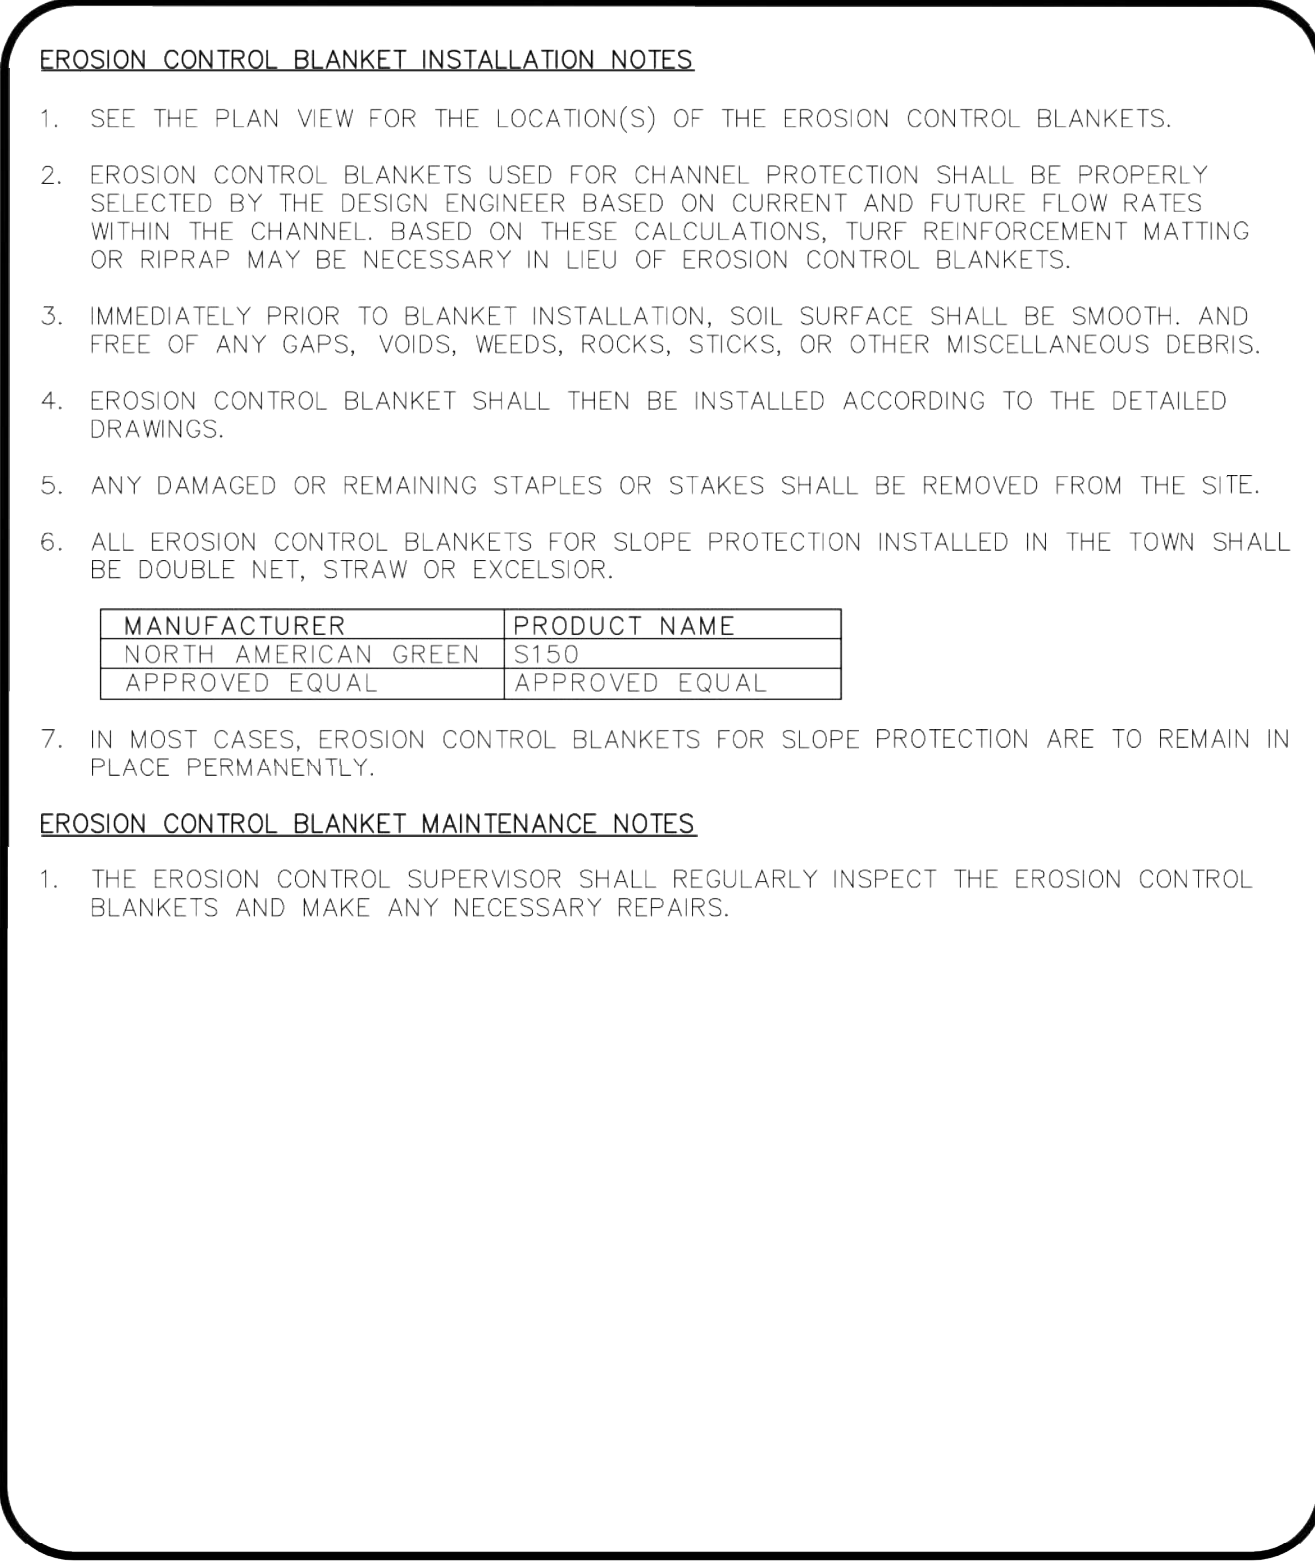 EROSION CONTROL BLANKET INSTALLATION NOTES
1. SEE THE PLAN VIEW FOR THE LOCATION(S) OF THE EROSION CONTROL BLANKETS.
2. EROSION CONTROL BLANKETS USED FOR CHANNEL PROTECTION SHALL BE PROPERLY
SELECTED BY THE DESIGN ENGINEER BASED ON CURRENT AND FUTURE FLOW RATES
WITHIN THE CHANNEL. BASED ON THESE CALCULATIONS, TURF REINFORCEMENT MATTING
OR RIPRAP MAY BE NECESSARY IN LIEU OF EROSION CONTROL BLANKETS.
3. IMMEDIATELY PRIOR TO BLANKET INSTALLATION, SOIL SURFACE SHALL BE SMOOTH. AND
FREE OF ANY GAPS, VOIDS, WEEDS, ROCKS, STICKS, OR OTHER MISCELLANEOUS DEBRIS.
4. EROSION CONTROL BLANKET SHALL THEN BE INSTALLED ACCORDING TO THE DETAILED
DRAWINGS.
5. ANY DAMAGED OR REMAINING STAPLES OR STAKES SHALL BE REMOVED FROM THE SITE.
6. ALL EROSION CONTROL BLANKETS FOR SLOPE PROTECTION INSTALLED IN THE TOWN SHALL
BE DOUBLE NET, STRAW OR EXCELSIOR.
MANUFACTURER PRODUCT NAME
NORTH AMERICAN GREEN S150
APPROVED EQUAL APPROVED EQUAL
7. IN MOST CASES, EROSION CONTROL BLANKETS FOR SLOPE PROTECTION ARE TO REMAIN IN
PLACE PERMANENTLY.
EROSION CONTROL BLANKET MAINTENANCE NOTES
1. THE EROSION CONTROL SUPERVISOR SHALL REGULARLY INSPECT THE EROSION CONTROL
BLANKETS AND MAKE ANY NECESSARY REPAIRS.